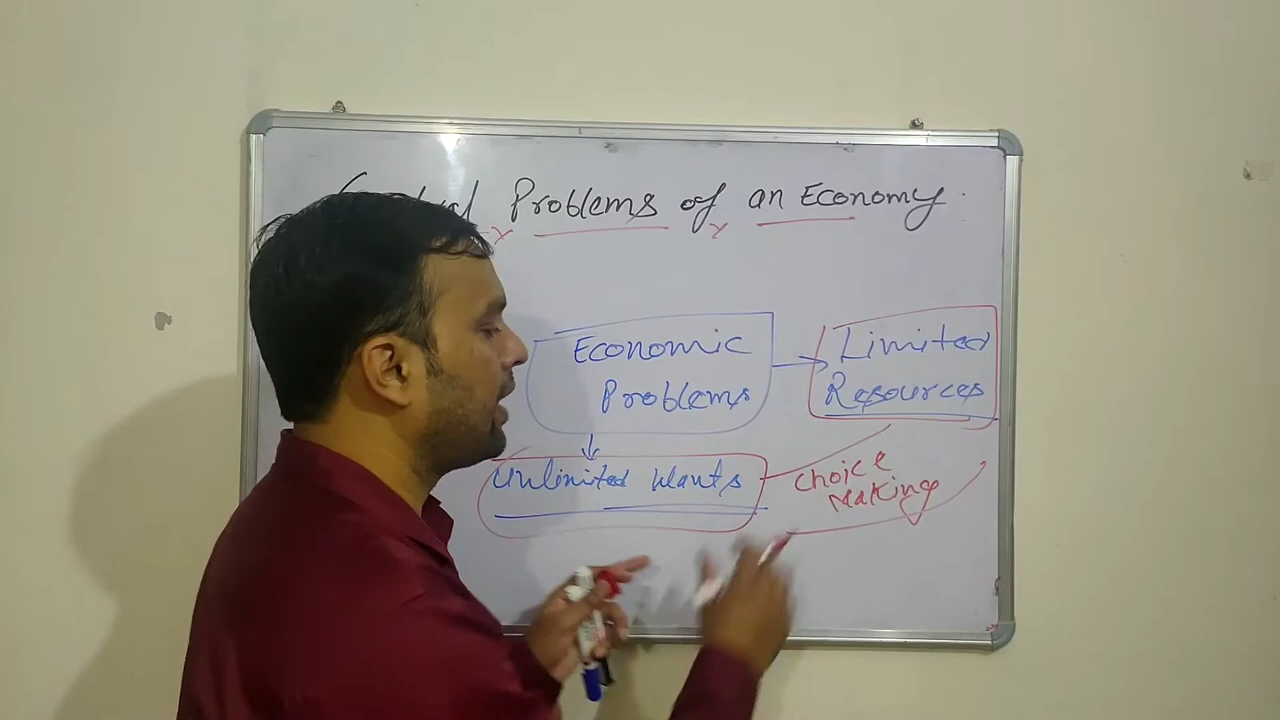 Problems of an Economy.
Economic
Problems
Limited
Resources
Unlimited Wants
Choice
Making